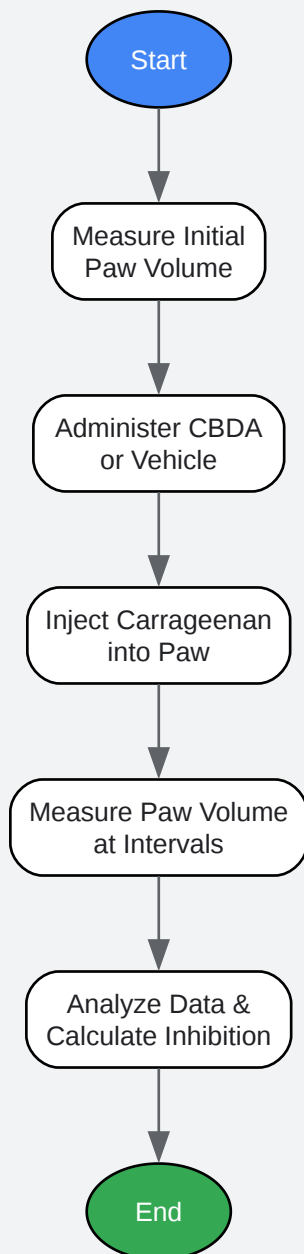 Start
Measure Initial
Paw Volume
Administer CBDA
or Vehicle
Inject Carrageenan
into Paw
Measure Paw Volume
at Intervals
Analyze Data &
Calculate Inhibition
End